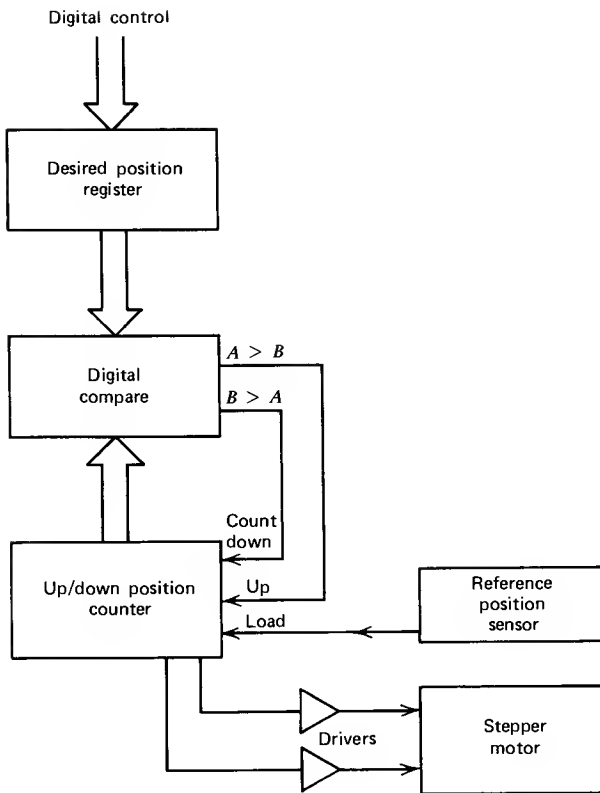 Digital control
Desired position
register
Digital
compare
A > B
B > A
Count
down
Up
Load
Up/down position
counter
Reference
position
sensor
Drivers
Stepper
motor